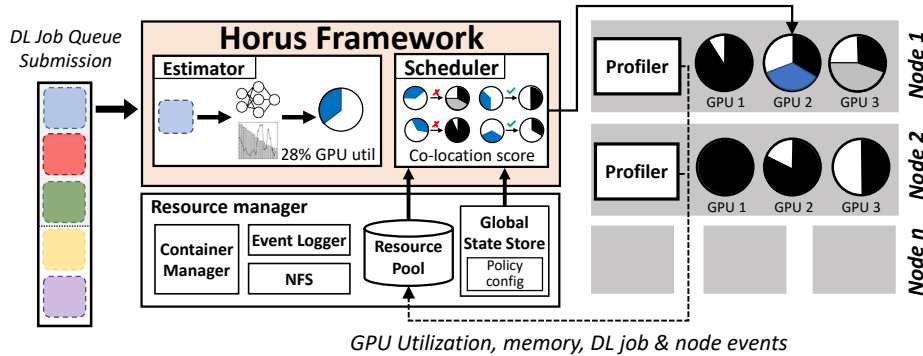 DL Job Queue
Submission
Horus Framework
Estimator
28% GPU util
Scheduler
✗
✓
✗
✓
Co-location score
Resource manager
Container
Manager
Event Logger
NFS
Resource
Pool
Global
State Store
Policy
config
Profiler
GPU 1
GPU 2
GPU 3
Node 1
Profiler
GPU 1
GPU 2
GPU 3
Node 2
Node n
GPU Utilization, memory, DL job & node events